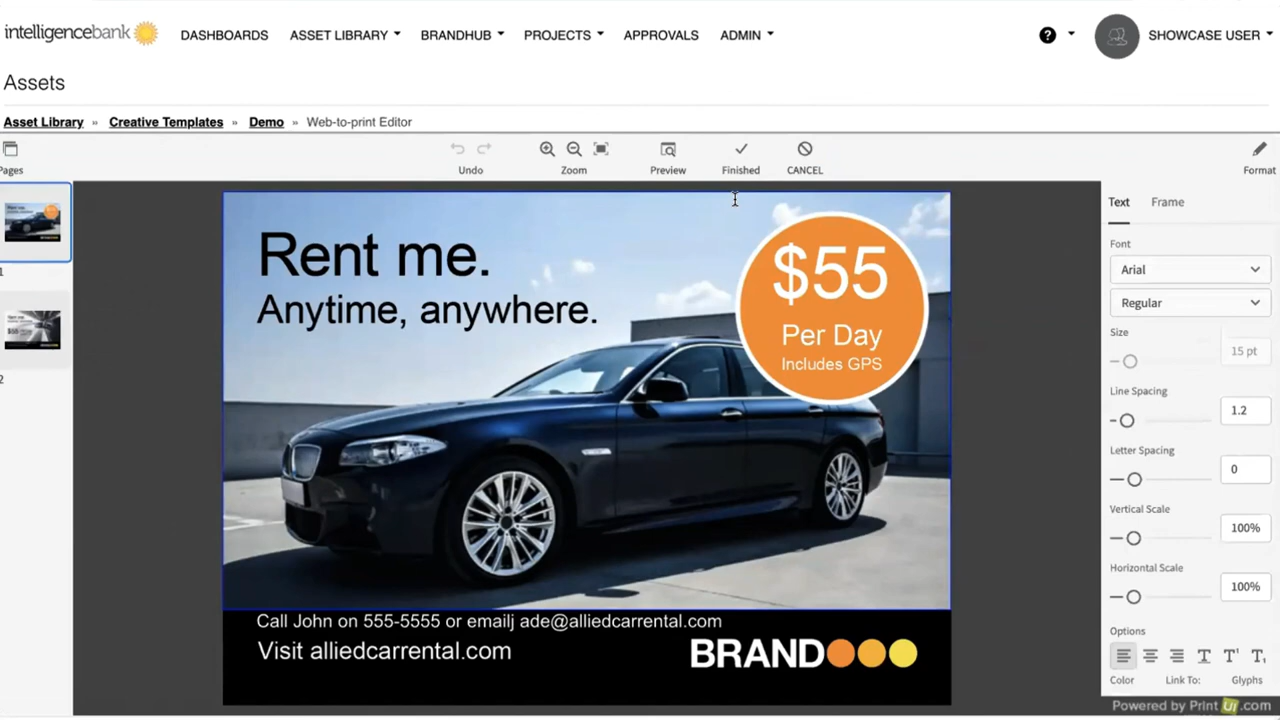 intelligencebank DASHBOARDS ASSET LIBRARY BRANDHUB PROJECTS APPROVALS ADMIN ? SHOWCASE USER
Assets
Asset Library » Creative Templates » Demo » Web-to-print Editor
Pages Undo Zoom Preview Finished CANCEL Format
1
2
Rent me.
Anytime, anywhere.
$55
Per Day
Includes GPS
Call John on 555-5555 or emailj ade@alliedcarrental.com
Visit alliedcarrental.com
BRAND
Text Frame
Font
Arial
Regular
Size
15 pt
Line Spacing
1.2
Letter Spacing
0
Vertical Scale
100%
Horizontal Scale
100%
Options
Color Link To: Glyphs
Powered by Print Ui.com